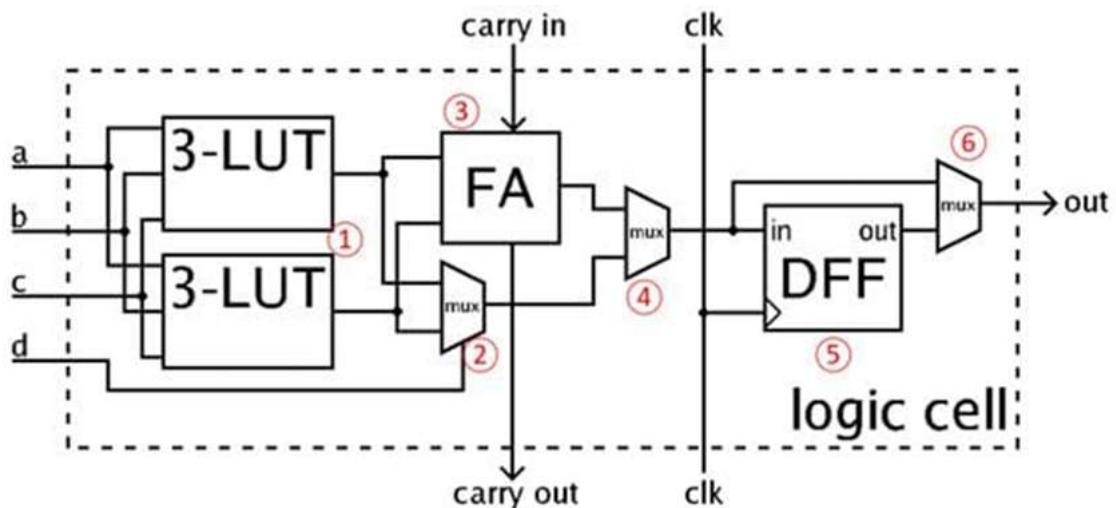 carry in
clk
③
⑥
a
3-LUT
FA
mux
out
b
①
mux
in
out
c
3-LUT
mux
④
DFF
d
②
⑤
logic cell
carry out
clk